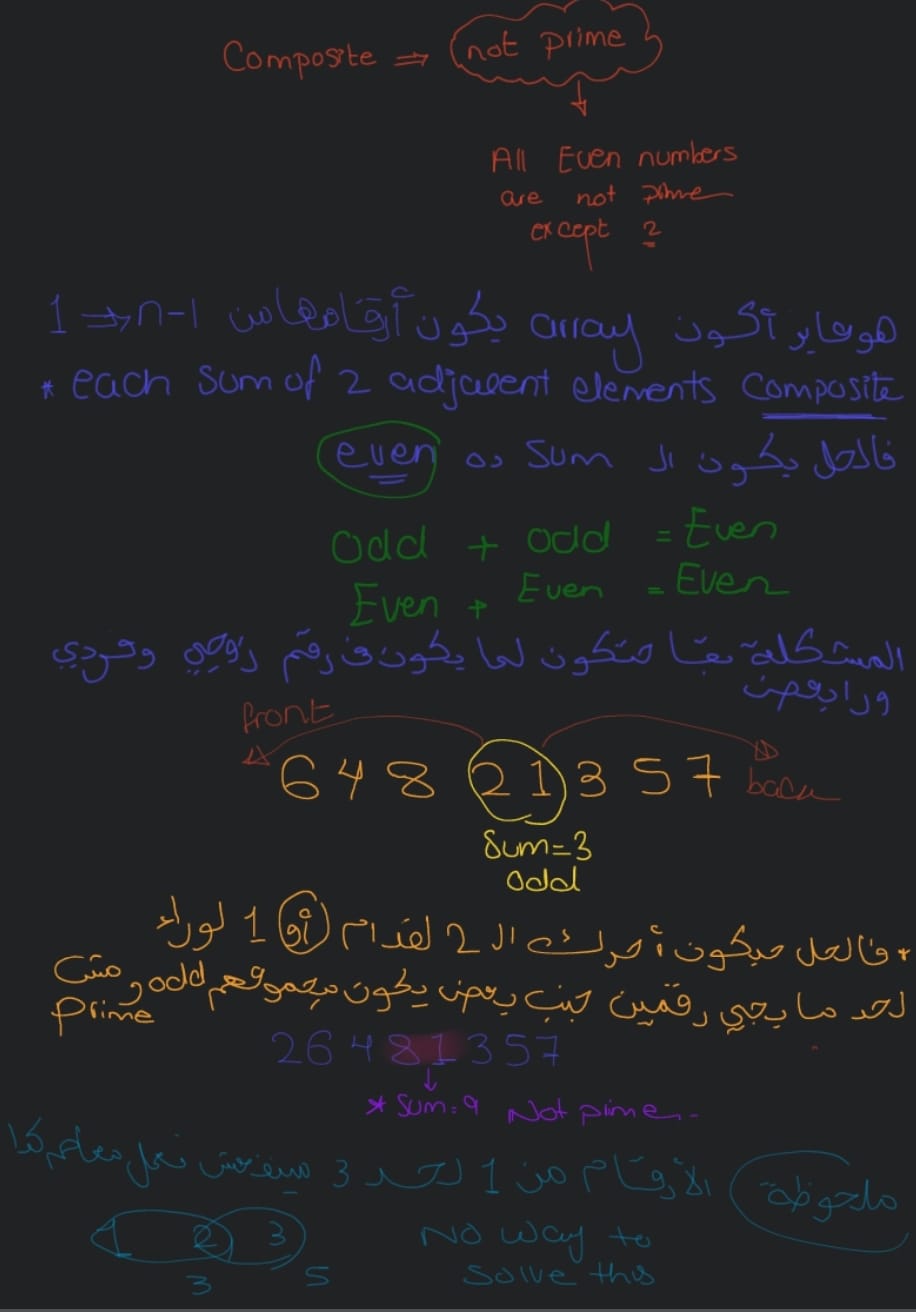 Composite ⇒ not prime
All Even numbers
are not prime
except 2
هو عايز أكون array يكون أرقامها من 1 ⇒ n-1
* each sum of 2 adjacent elements Composite
فالحل يكون ال sum ده even
Odd + odd = Even
Even + Even = Even
المشكلة بقا هتكون لما يكون في رقم زوجي وفردي
ورا بعض
front
6 4 8 2 1 3 5 7 back
Sum=3
Odd
* فالحل هيكون أحرك ال 2 لقدام أو 1 لورا
لحد ما يجي رقمين جنب بعض يكون مجموعهم odd و مش
prime
2 6 4 8 1 3 5 7
* Sum=9 Not prime
ملحوظة الأرقام من 1 لحد 3 مينفعش نعمل معاهم كدا
1 2 3 No way to
3 5 solve this